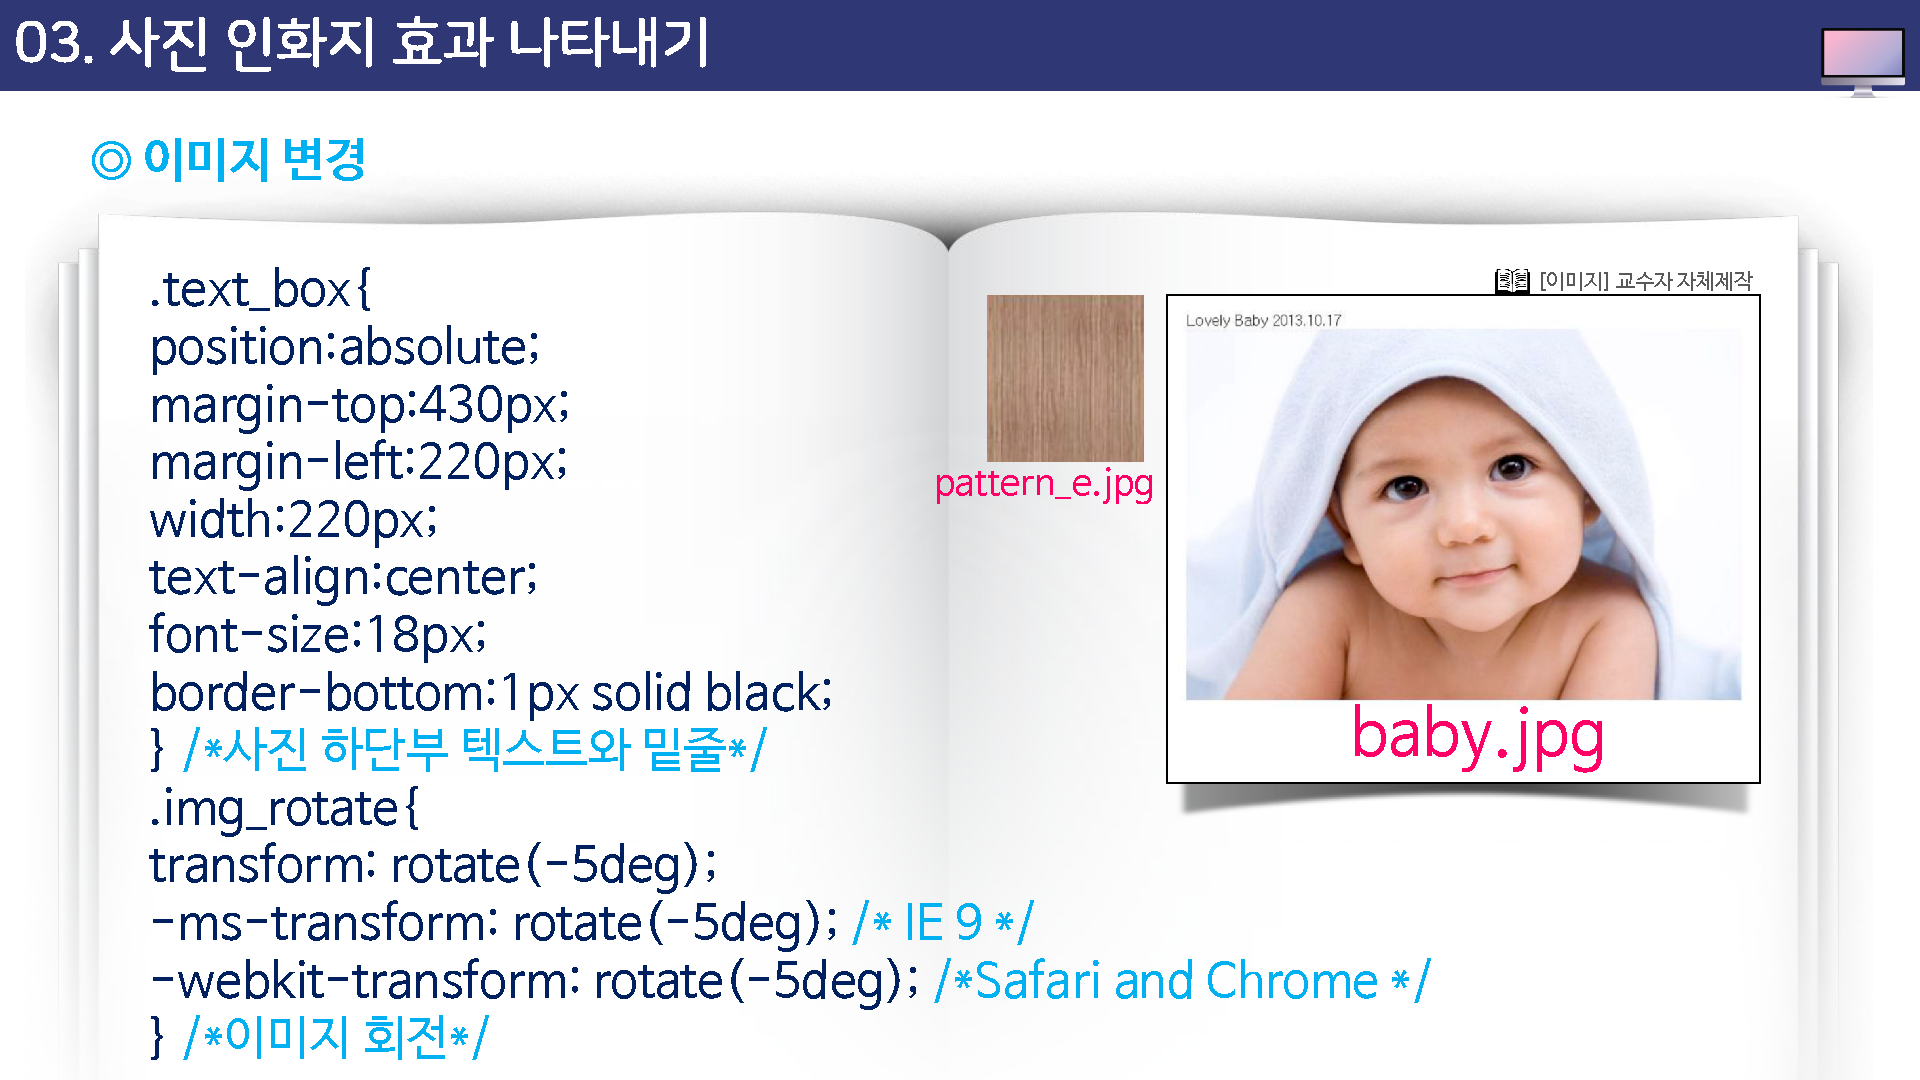 03. 사진 인화지 효과 나타내기
◎ 이미지 변경
.text_box{
position:absolute;
margin-top:430px;
margin-left:220px;
width:220px;
text-align:center;
font-size:18px;
border-bottom:1px solid black;
} /*사진 하단부 텍스트와 밑줄*/
.img_rotate{
transform: rotate(-5deg);
-ms-transform: rotate(-5deg); /* IE 9 */
-webkit-transform: rotate(-5deg); /*Safari and Chrome */
} /*이미지 회전*/
[이미지] 교수자 자체제작
pattern_e.jpg
Lovely Baby 2013.10.17
baby.jpg